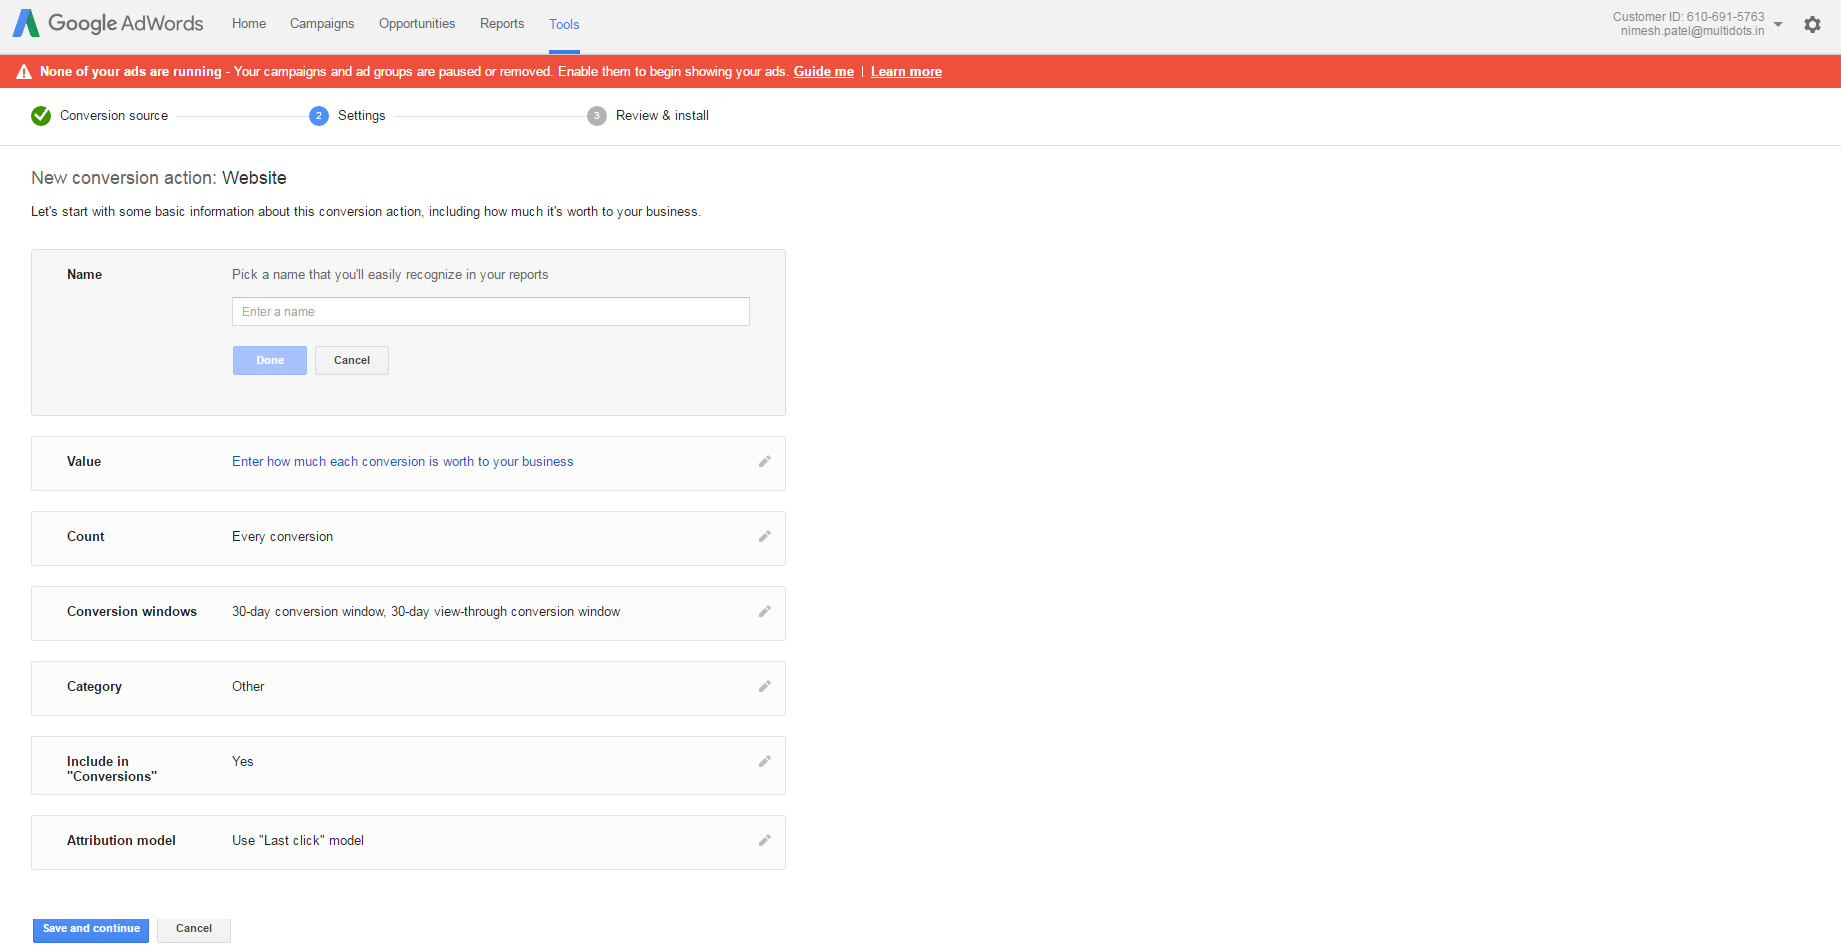 Google AdWords Home Campaigns Opportunities Reports Tools
Customer ID: 610-691-5763
nimesh.patel@multidots.in
None of your ads are running - Your campaigns and ad groups are paused or removed. Enable them to begin showing your ads. Guide me | Learn more
Conversion source 2 Settings 3 Review & install
New conversion action: Website
Let's start with some basic information about this conversion action, including how much it's worth to your business.
Name Pick a name that you'll easily recognize in your reports
Enter a name
Done Cancel
Value Enter how much each conversion is worth to your business
Count Every conversion
Conversion windows 30-day conversion window, 30-day view-through conversion window
Category Other
Include in Yes
"Conversions"
Attribution model Use "Last click" model
Save and continue Cancel